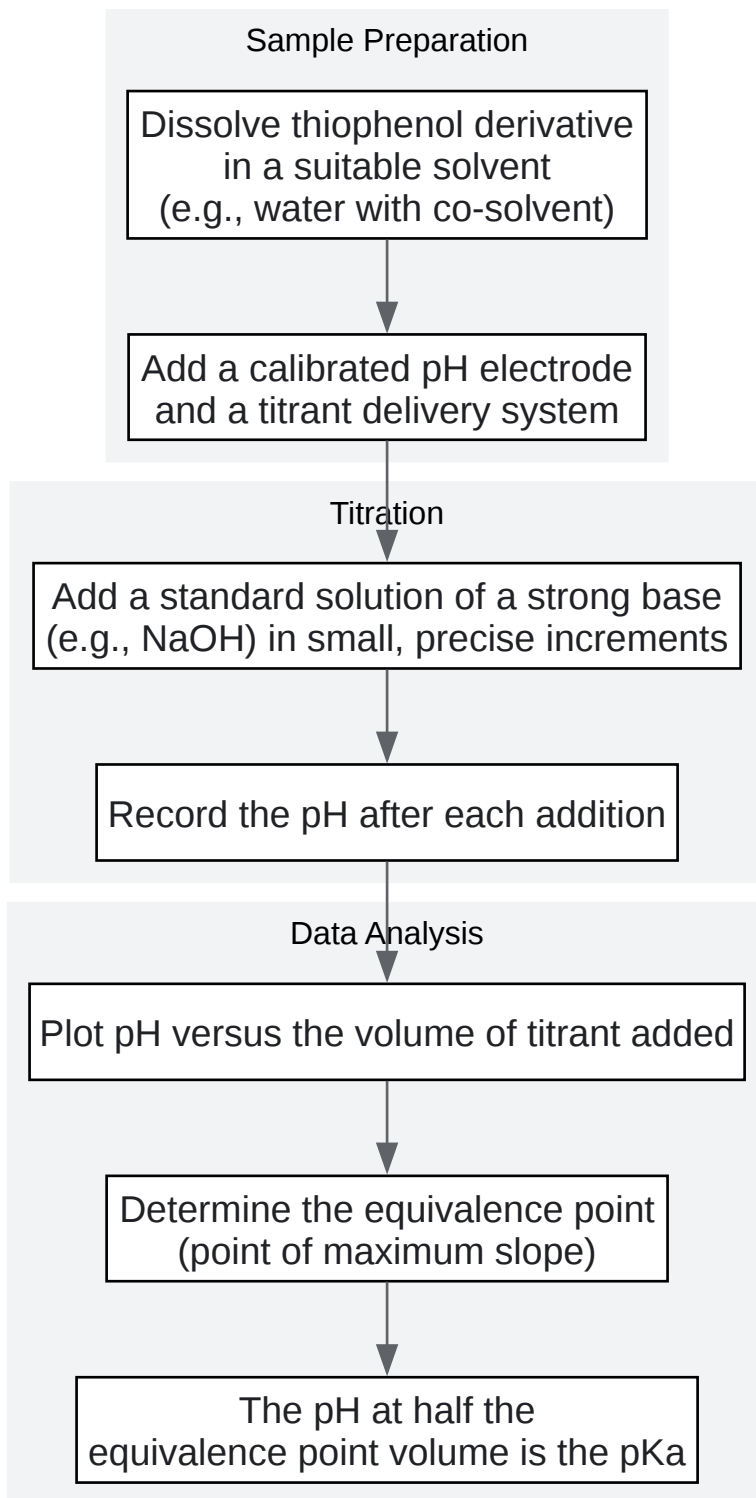 Sample Preparation
Dissolve thiophenol derivative
in a suitable solvent
(e.g., water with co-solvent)
Add a calibrated pH electrode
and a titrant delivery system
Titration
Add a standard solution of a strong base
(e.g., NaOH) in small, precise increments
Record the pH after each addition
Data Analysis
Plot pH versus the volume of titrant added
Determine the equivalence point
(point of maximum slope)
The pH at half the
equivalence point volume is the pKa